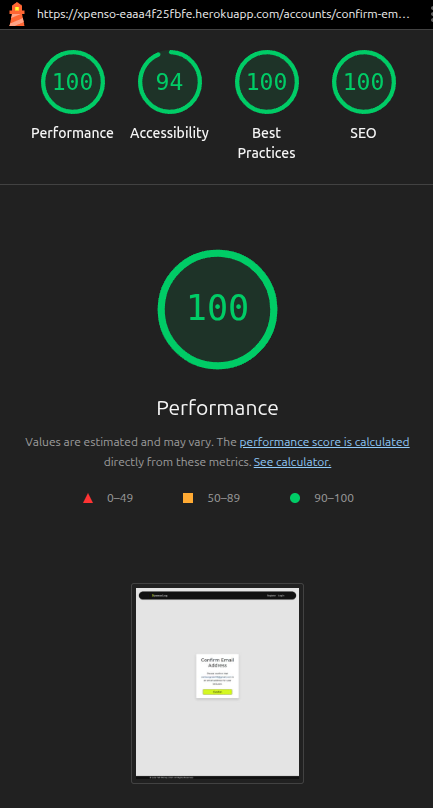 https://xpenso-eaaa4f25fbfe.herokuapp.com/accounts/confirm-em…
100
94
100
100
Performance
Accessibility
Best
Practices
SEO
100
Performance
Values are estimated and may vary. The performance score is calculated
directly from these metrics. See calculator.
0–49
50–89
90–100
Confirm Email
Address